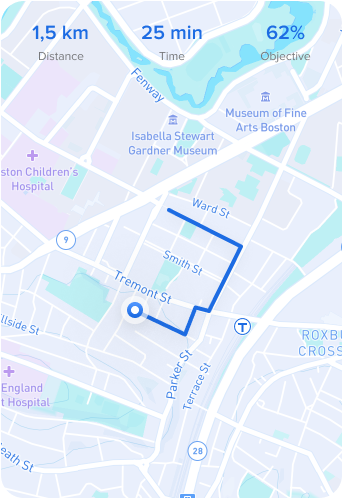 1,5 km
25 min
62%
Distance
Time
Objective
Fenway
Museum of Fine
Arts Boston
Isabella Stewart
Gardner Museum
ston Children's
Hospital
Ward St
9
Smith St
Tremont St
llside St
T
ROXBU
CROSS
Parker St
Terrace St
England
t Hospital
28
eath St